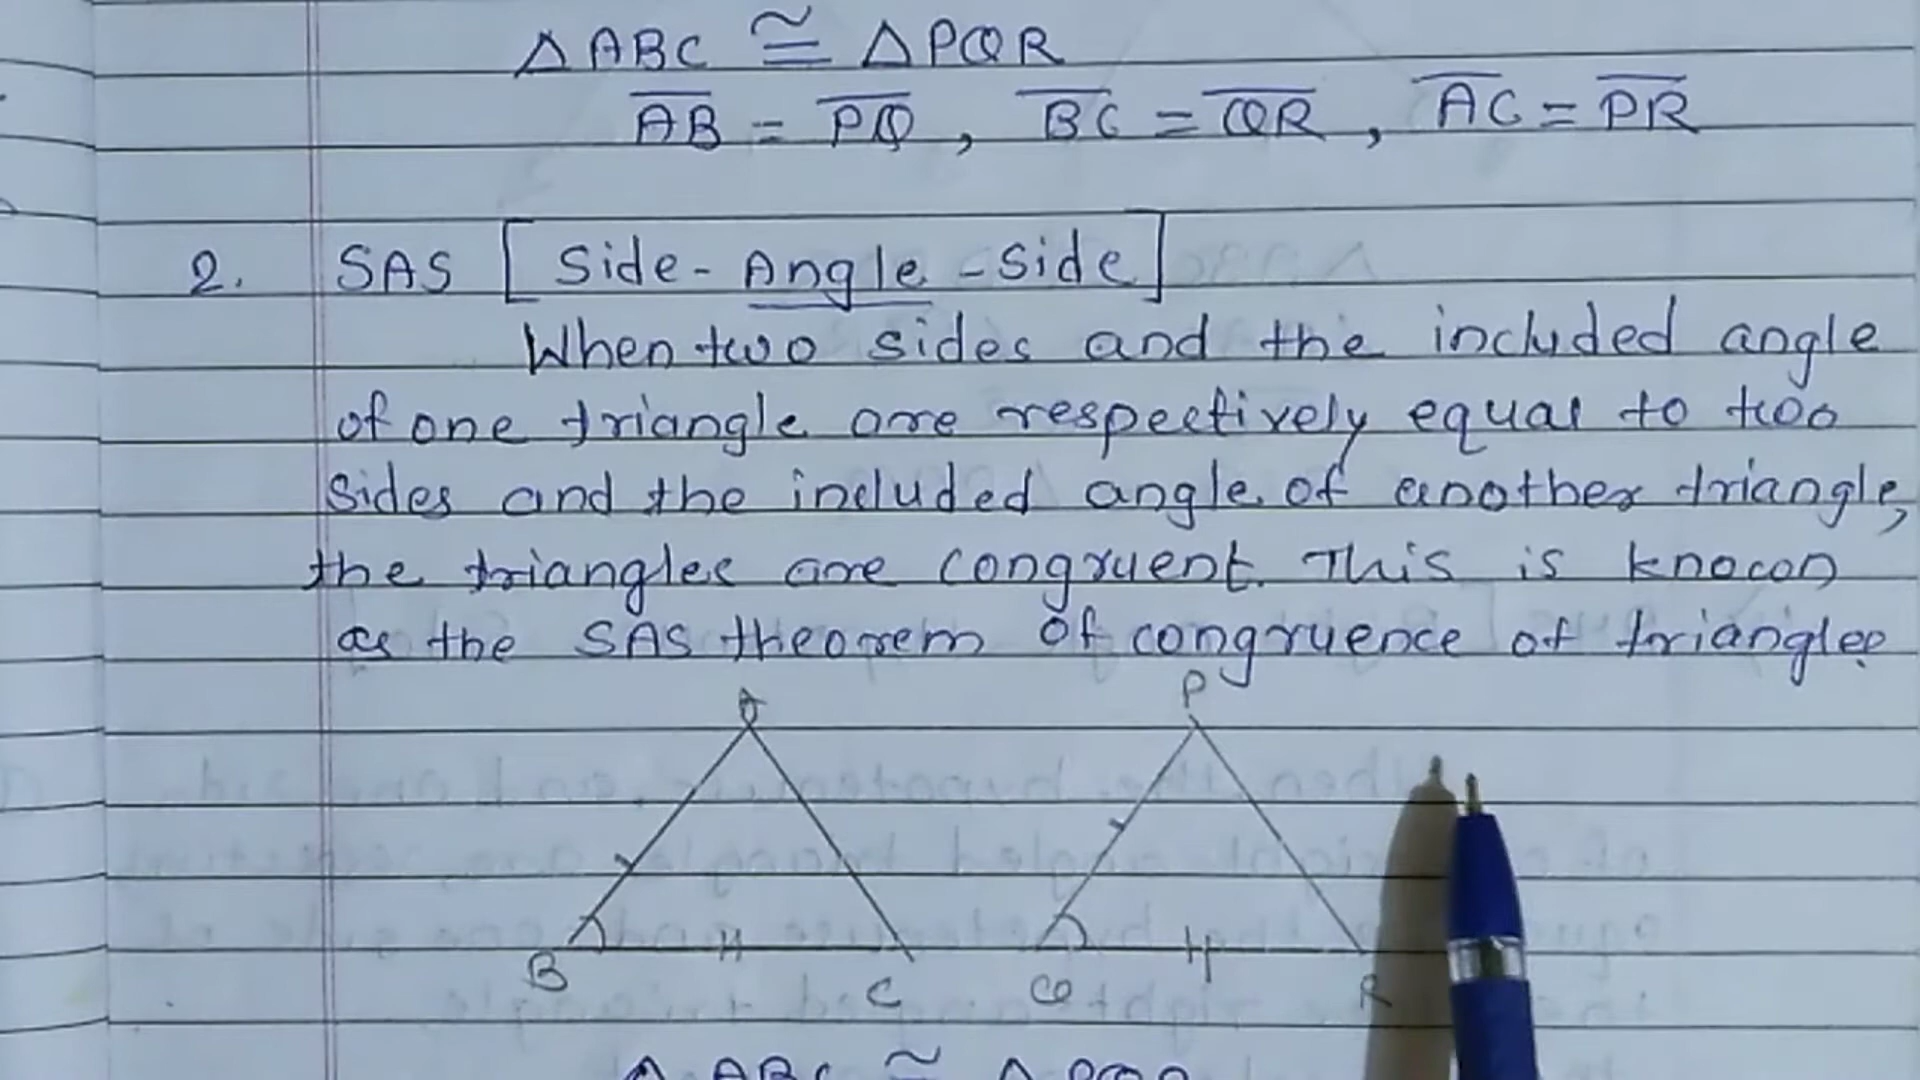 △ABC ≅ △PQR
AB = PQ, BC = QR, AC = PR
2. SAS [Side-Angle-Side]
When two sides and the included angle
of one triangle are respectively equal to two
sides and the included angle of another triangle,
the triangles are congruent. This is known
as the SAS theorem of congruence of triangles
A P
B C Q R
△ABC ≅ △PQR